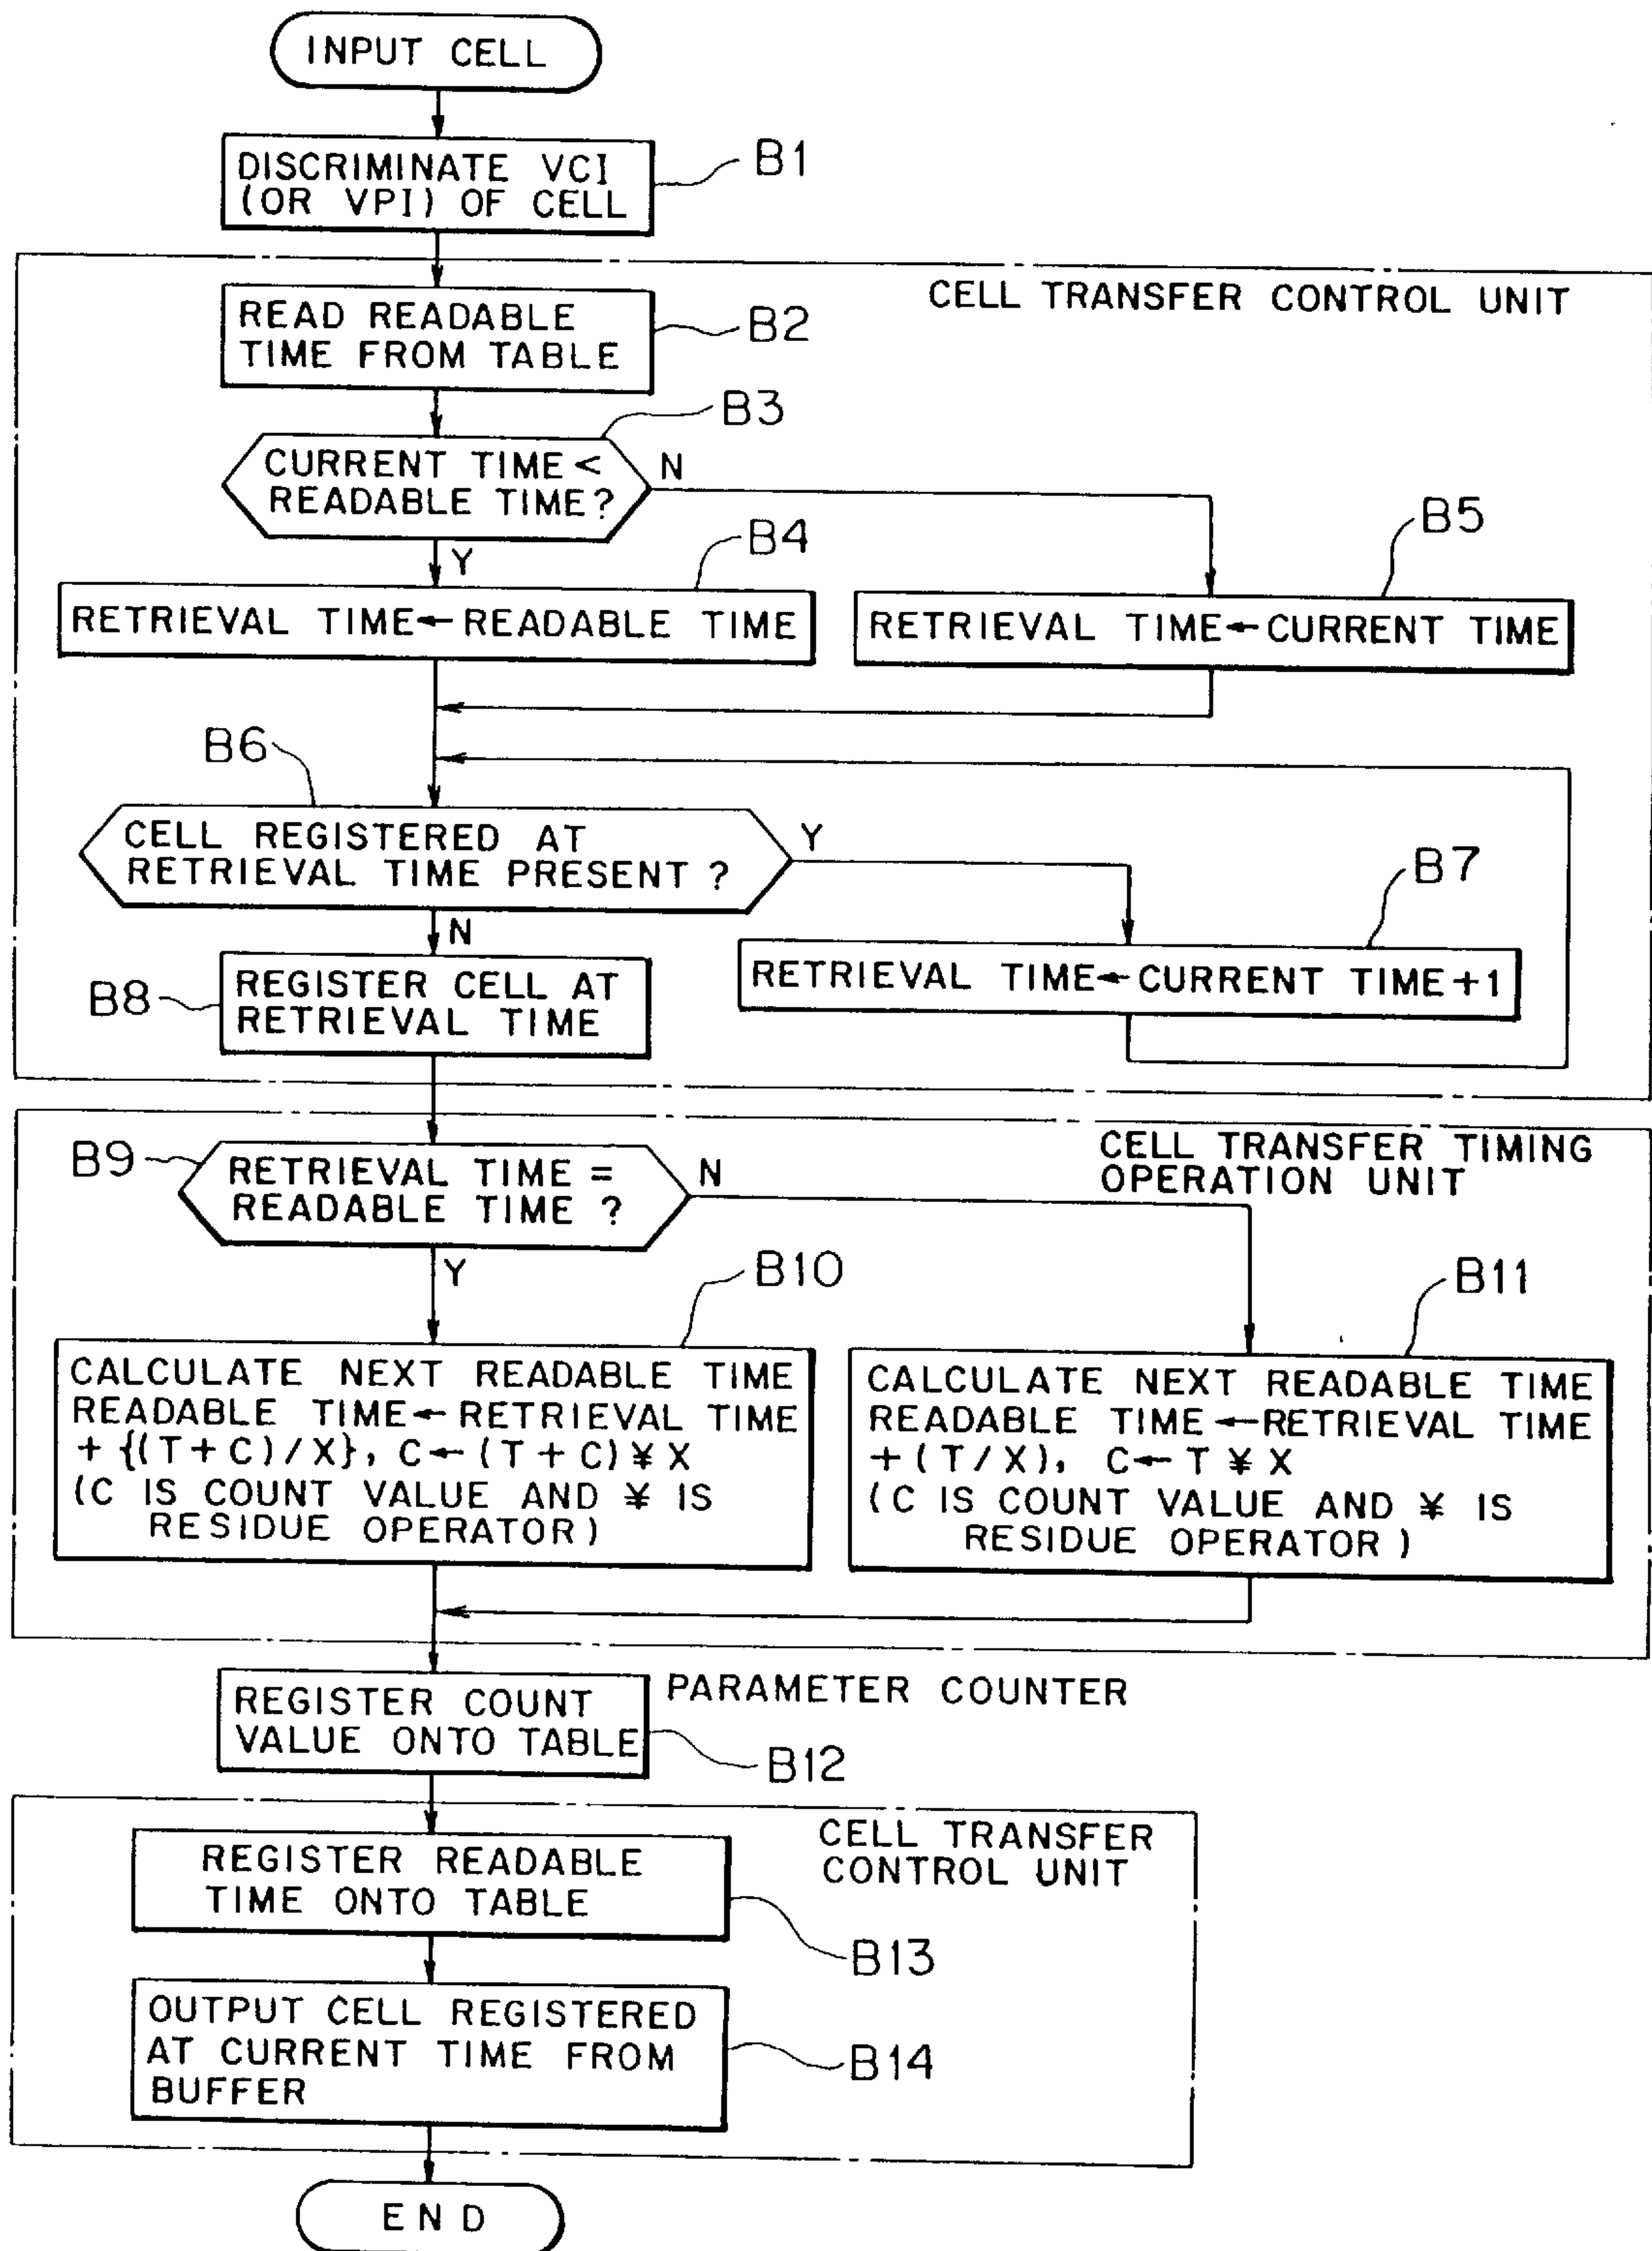 INPUT CELL
DISCRIMINATE VCI
(OR VPI) OF CELL
B1
CELL TRANSFER CONTROL UNIT
READ READABLE
TIME FROM TABLE
B2
B3
CURRENT TIME <
READABLE TIME?
N
Y
B4
B5
RETRIEVAL TIME←READABLE TIME
RETRIEVAL TIME←CURRENT TIME
B6
CELL REGISTERED AT
RETRIEVAL TIME PRESENT ?
Y
N
B7
RETRIEVAL TIME←CURRENT TIME+1
B8
REGISTER CELL AT
RETRIEVAL TIME
CELL TRANSFER TIMING
OPERATION UNIT
B9
RETRIEVAL TIME =
READABLE TIME ?
N
Y
B10
B11
CALCULATE NEXT READABLE TIME
READABLE TIME←RETRIEVAL TIME
+ {(T+C)/X}, C←(T+C)¥X
(C IS COUNT VALUE AND ¥ IS
RESIDUE OPERATOR)
CALCULATE NEXT READABLE TIME
READABLE TIME←RETRIEVAL TIME
+(T/X), C←T¥X
(C IS COUNT VALUE AND ¥ IS
RESIDUE OPERATOR)
REGISTER COUNT
VALUE ONTO TABLE
PARAMETER COUNTER
B12
CELL TRANSFER
CONTROL UNIT
REGISTER READABLE
TIME ONTO TABLE
B13
OUTPUT CELL REGISTERED
AT CURRENT TIME FROM
BUFFER
B14
END